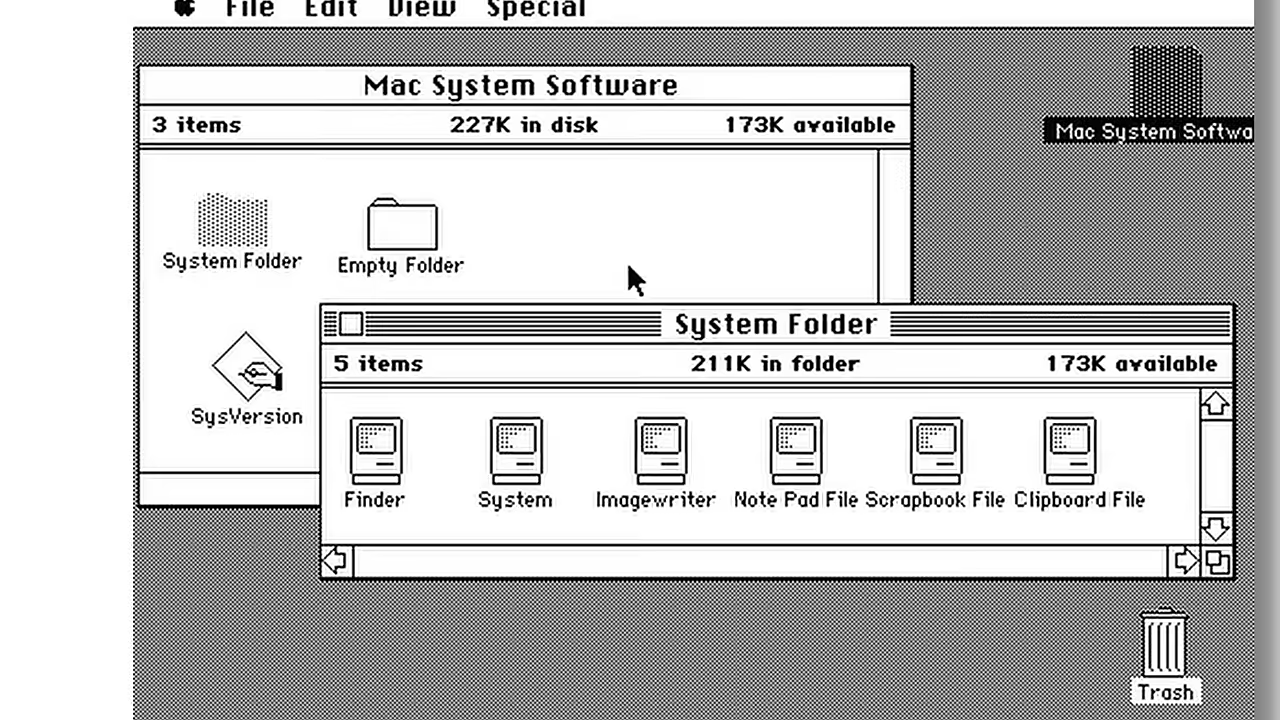 File Edit View Special
Mac System Software
3 items 227K in disk 173K available
Mac System Softwa
System Folder Empty Folder
SysVersion
System Folder
5 items 211K in folder 173K available
Finder System Imagewriter Note Pad File Scrapbook File Clipboard File
Trash